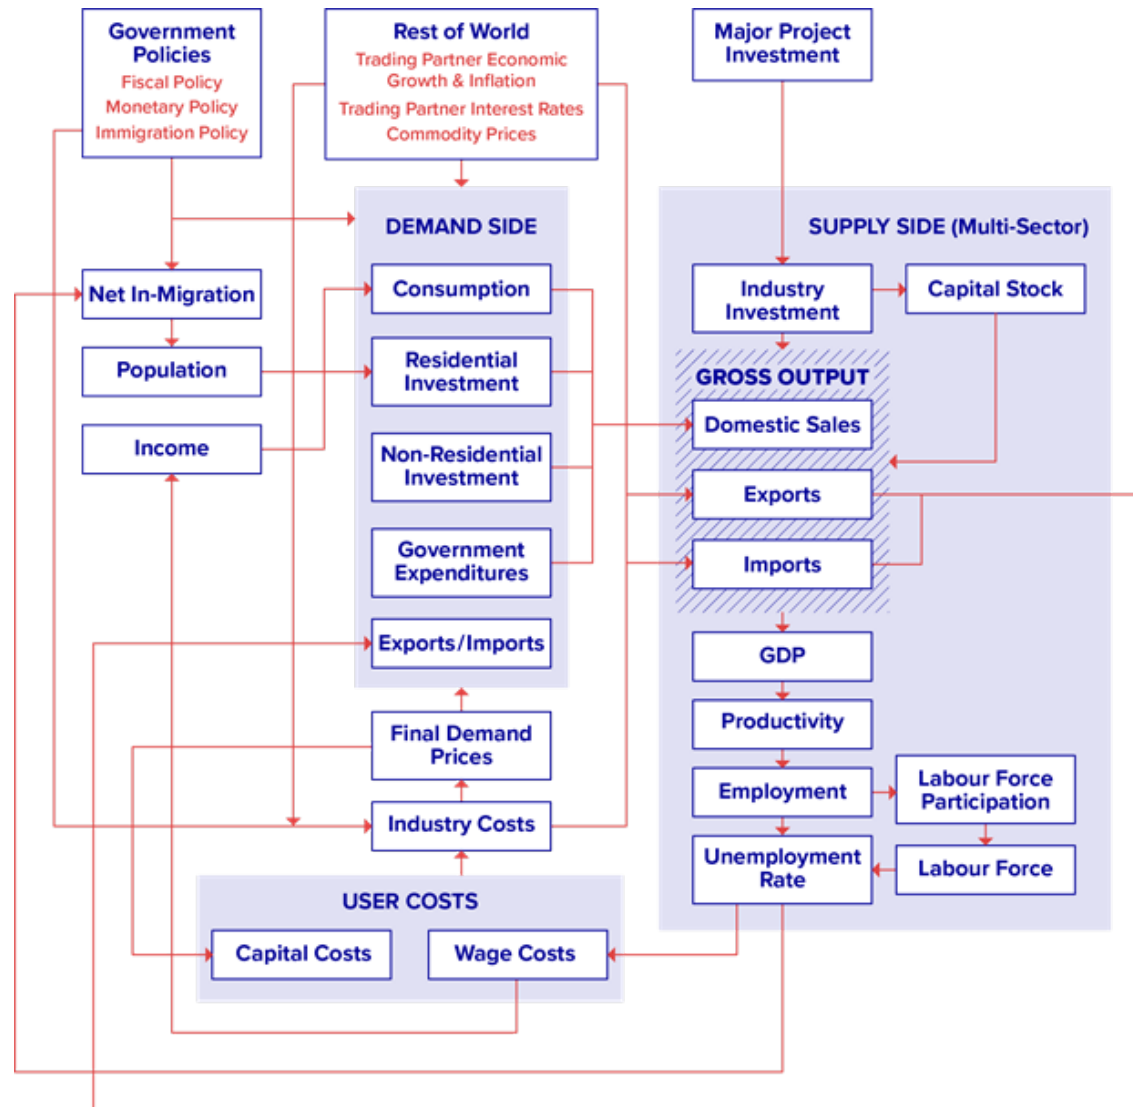 Government
Policies
Fiscal Policy
Monetary Policy
Immigration Policy
Rest of World
Trading Partner Economic
Growth & Inflation
Trading Partner Interest Rates
Commodity Prices
Major Project
Investment
DEMAND SIDE
SUPPLY SIDE (Multi-Sector)
Net In-Migration
Population
Income
Consumption
Residential
Investment
Non-Residential
Investment
Government
Expenditures
Exports/Imports
Final Demand
Prices
Industry Costs
USER COSTS
Capital Costs
Wage Costs
Industry
Investment
Capital Stock
GROSS OUTPUT
Domestic Sales
Exports
Imports
GDP
Productivity
Employment
Labour Force
Participation
Unemployment
Rate
Labour Force